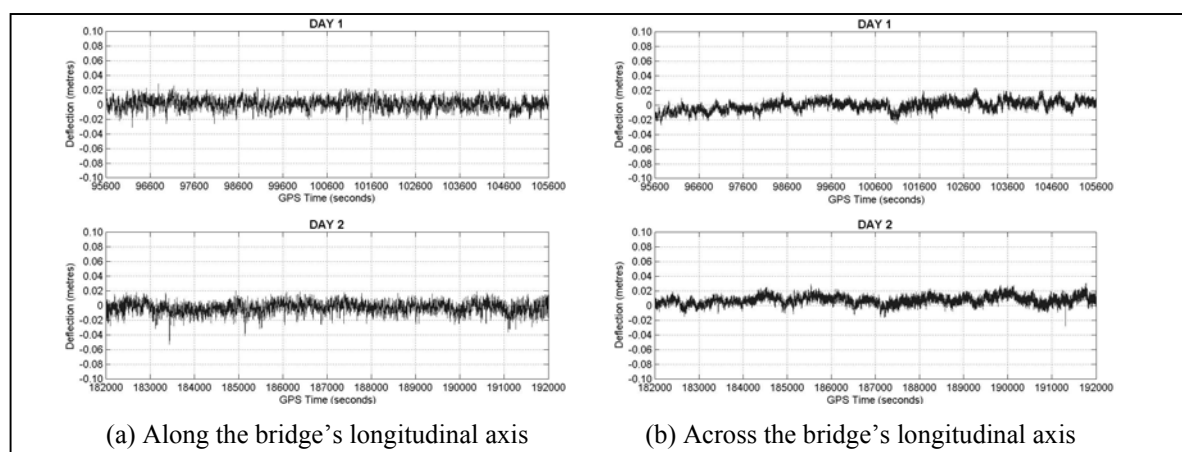 DAY 1
0.10
0.08
0.06
0.04
0.02
0
-0.02
-0.04
-0.06
-0.08
-0.10
Deflection (metres)
95600 96600 97600 98600 99600 100600 101600 102600 103600 104600 105600
GPS Time (seconds)
DAY 1
0.10
0.08
0.06
0.04
0.02
0
-0.02
-0.04
-0.06
-0.08
-0.10
Deflection (metres)
95600 96600 97600 98600 99600 100600 101600 102600 103600 104600 105600
GPS Time (seconds)
DAY 2
0.10
0.08
0.06
0.04
0.02
0
-0.02
-0.04
-0.06
-0.08
-0.10
Deflection (metres)
182000 183000 184000 185000 186000 187000 188000 189000 190000 191000 192000
GPS Time (seconds)
DAY 2
0.10
0.08
0.06
0.04
0.02
0
-0.02
-0.04
-0.06
-0.08
-0.10
Deflection (metres)
182000 183000 184000 185000 186000 187000 188000 189000 190000 191000 192000
GPS Time (seconds)
(a) Along the bridge's longitudinal axis
(b) Across the bridge's longitudinal axis